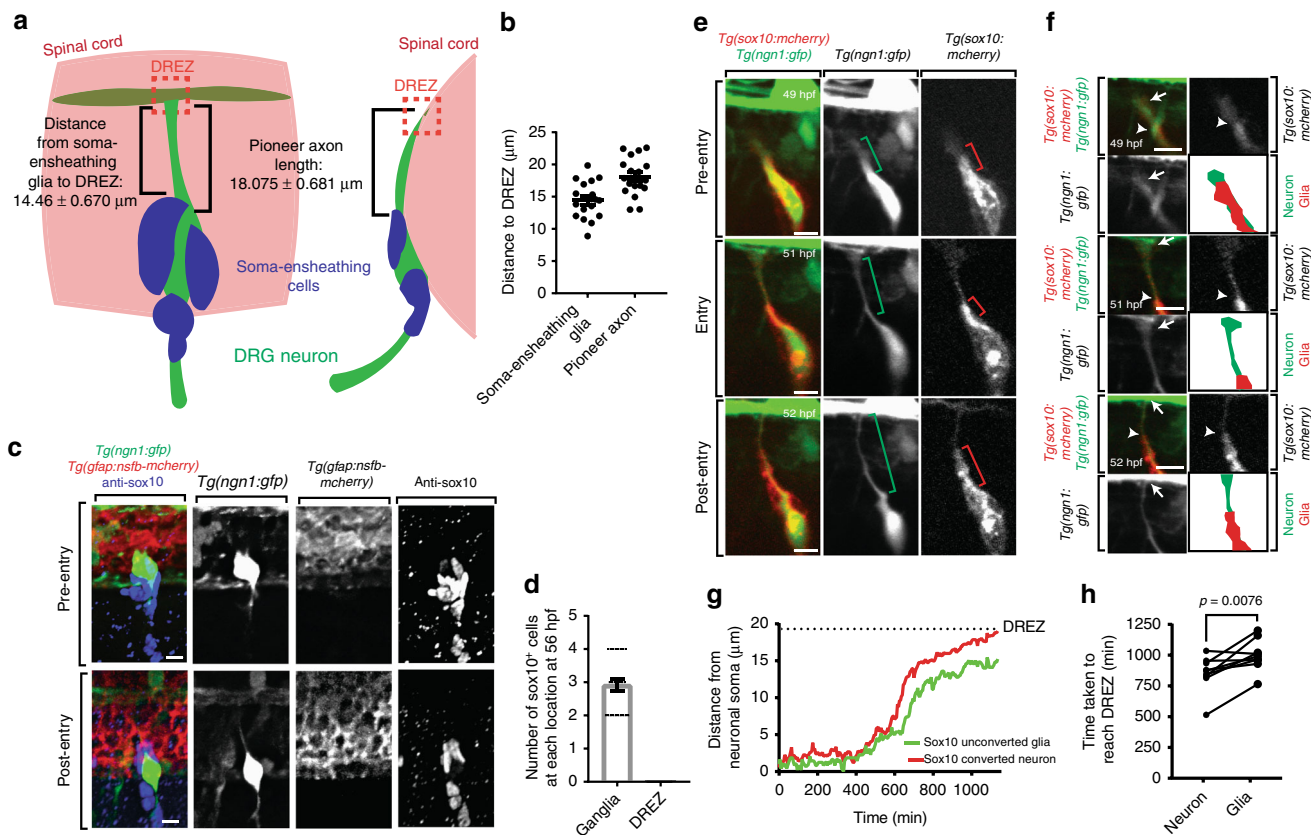 a
Spinal cord
DREZ
Distance
from soma-
ensheathing
glia to DREZ:
14.46 ± 0.670 μm
Spinal cord
DREZ
Pioneer axon
length:
18.075 ± 0.681 μm
Soma-ensheathing
cells
DRG neuron
b
Distance to DREZ (μm)
25
20
15
10
5
0
Soma-ensheathing
glia
Pioneer axon
c
Tg(ngn1:gfp)
Tg(gfap:nsfb-mcherry)
anti-sox10
Tg(ngn1:gfp)
Tg(gfap:nsfb-
mcherry)
Anti-sox10
Pre-entry
Post-entry
d
Number of sox10+ cells
at each location at 56 hpf
5
4
3
2
1
0
Ganglia
DREZ
e
Tg(sox10:mcherry)
Tg(ngn1:gfp)
Tg(ngn1:gfp)
Tg(sox10:
mcherry)
Pre-entry
49 hpf
Entry
51 hpf
Post-entry
52 hpf
f
Tg(sox10:
mcherry)
Tg(ngn1:gfp)
49 hpf
Tg(sox10:
mcherry)
Tg(ngn1:
gfp)
Neuron
Glia
Tg(sox10:
mcherry)
Tg(ngn1:gfp)
51 hpf
Tg(sox10:
mcherry)
Tg(ngn1:
gfp)
Neuron
Glia
Tg(sox10:
mcherry)
Tg(ngn1:gfp)
52 hpf
Tg(sox10:
mcherry)
Tg(ngn1:
gfp)
Neuron
Glia
g
Distance from
neuronal soma (μm)
20
15
10
5
0
DREZ
Sox10 unconverted glia
Sox10 converted neuron
0 200 400 600 800 1000
Time (min)
h
p = 0.0076
Time taken to
reach DREZ (min)
1250
1000
750
500
250
0
Neuron
Glia